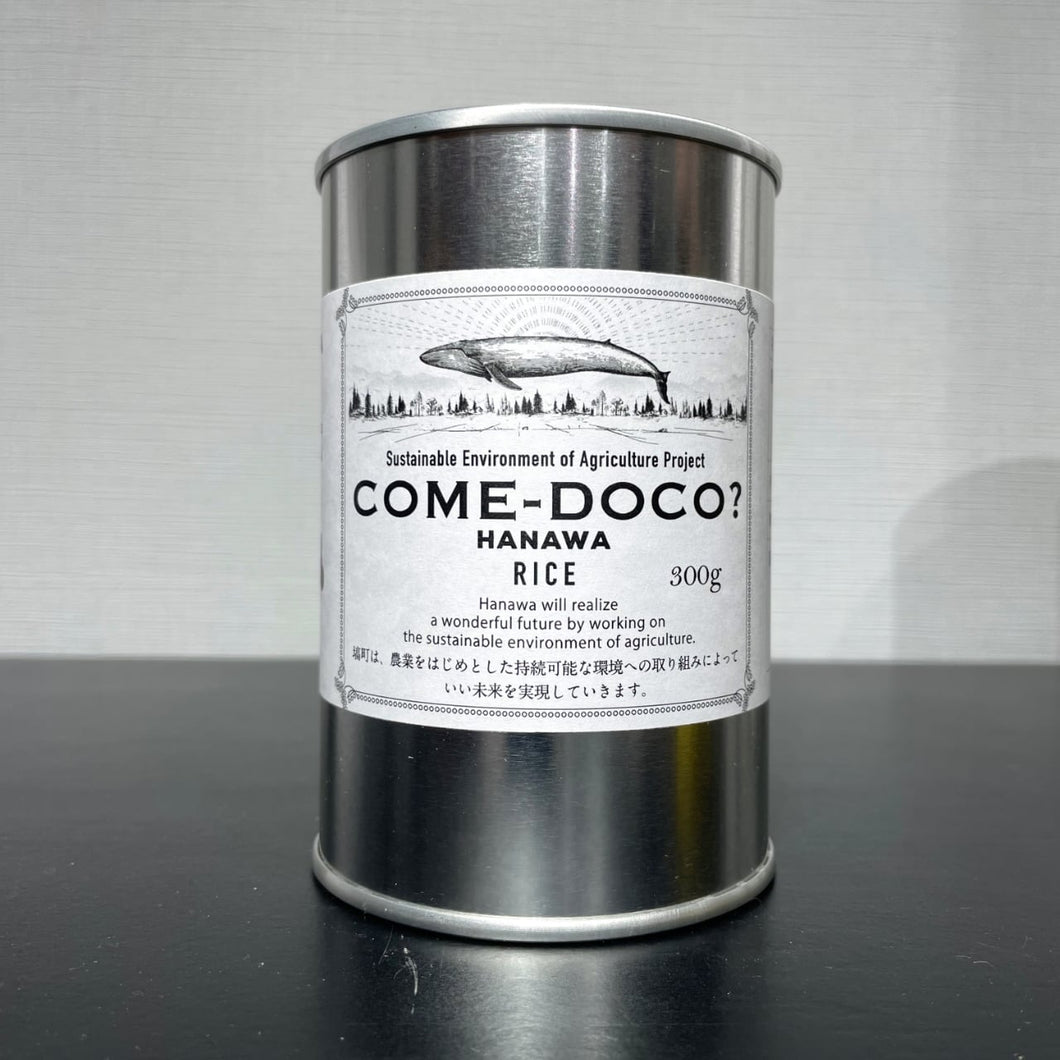 Sustainable Environment of Agriculture Project
COME-DOCO?
HANAWA
RICE 300g
Hanawa will realize
a wonderful future by working on
the sustainable environment of agriculture.
塙町は、農業をはじめとした持続可能な環境への取り組みによって
いい未来を実現していきます。